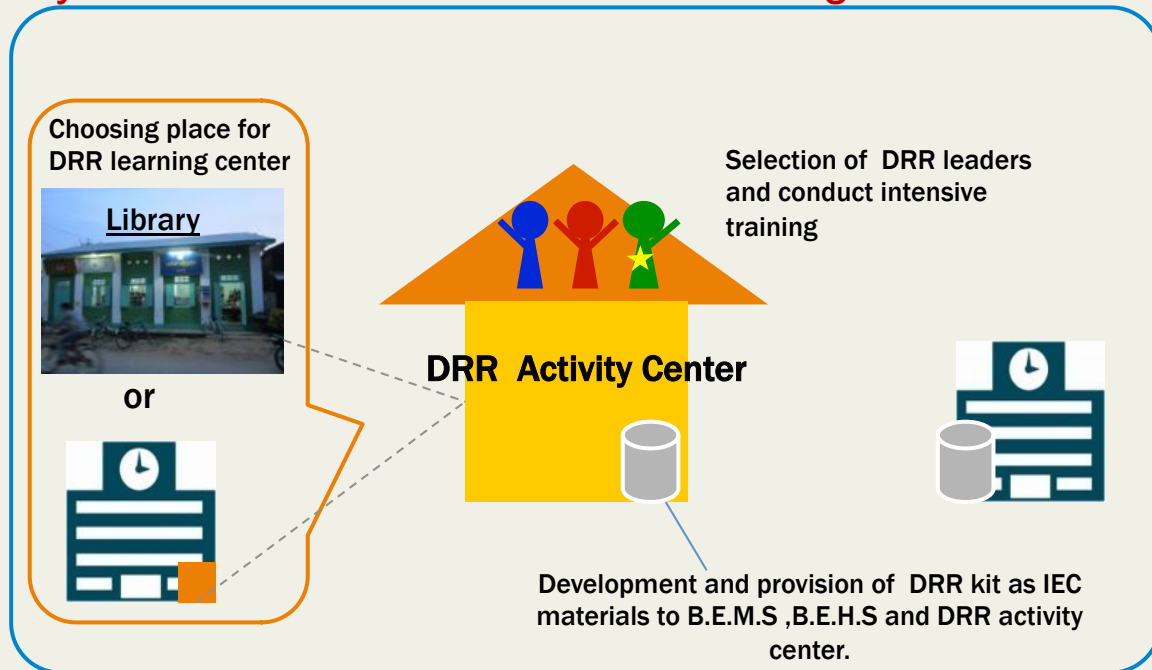 Choosing place for
DRR learning center
Library
or
Selection of DRR leaders
and conduct intensive
training
DRR Activity Center
Development and provision of DRR kit as IEC
materials to B.E.M.S ,B.E.H.S and DRR activity
center.